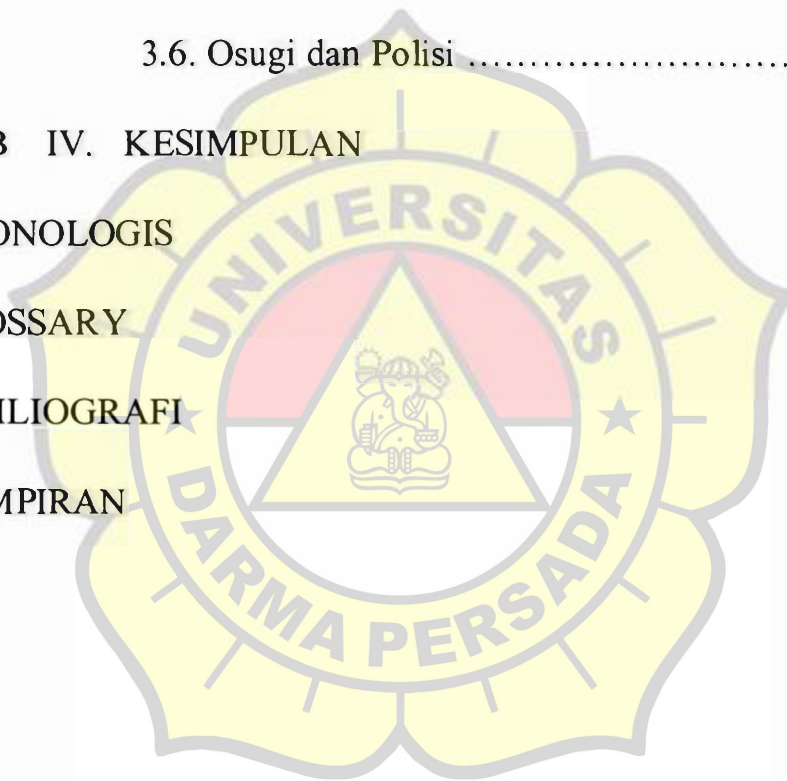 3.6. Osugi dan Polisi ..........................
B IV. KESIMPULAN
ONOLOGIS
OSSARY
ILIOGRAFI
MPIRAN
UNIVERSITAS
DARMA PERSADA